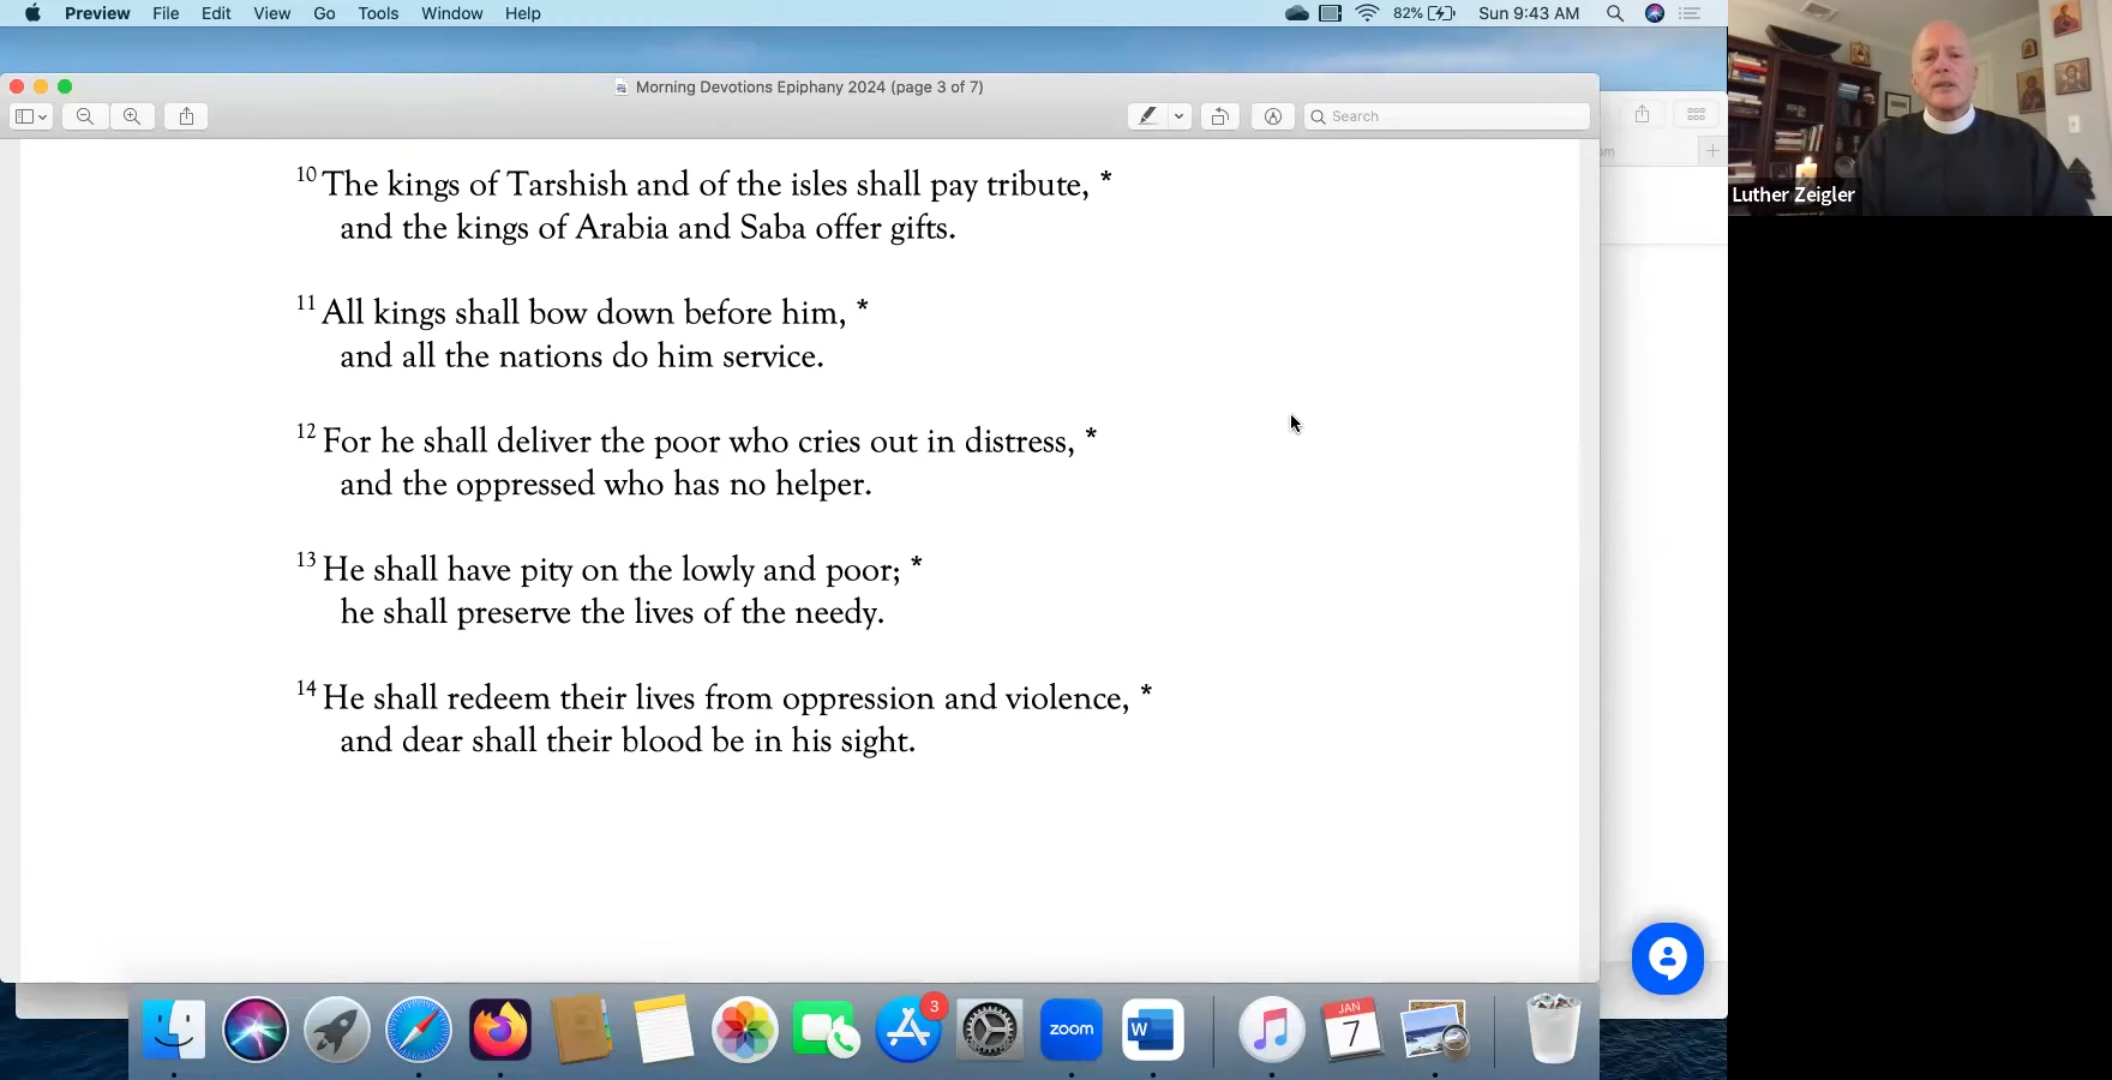 Preview File Edit View Go Tools Window Help 82% Sun 9:43 AM
Morning Devotions Epiphany 2024 (page 3 of 7)
Search
10 The kings of Tarshish and of the isles shall pay tribute, *
and the kings of Arabia and Saba offer gifts.
11 All kings shall bow down before him, *
and all the nations do him service.
12 For he shall deliver the poor who cries out in distress, *
and the oppressed who has no helper.
13 He shall have pity on the lowly and poor; *
he shall preserve the lives of the needy.
14 He shall redeem their lives from oppression and violence, *
and dear shall their blood be in his sight.
Luther Zeigler
3
zoom
W
JAN
7